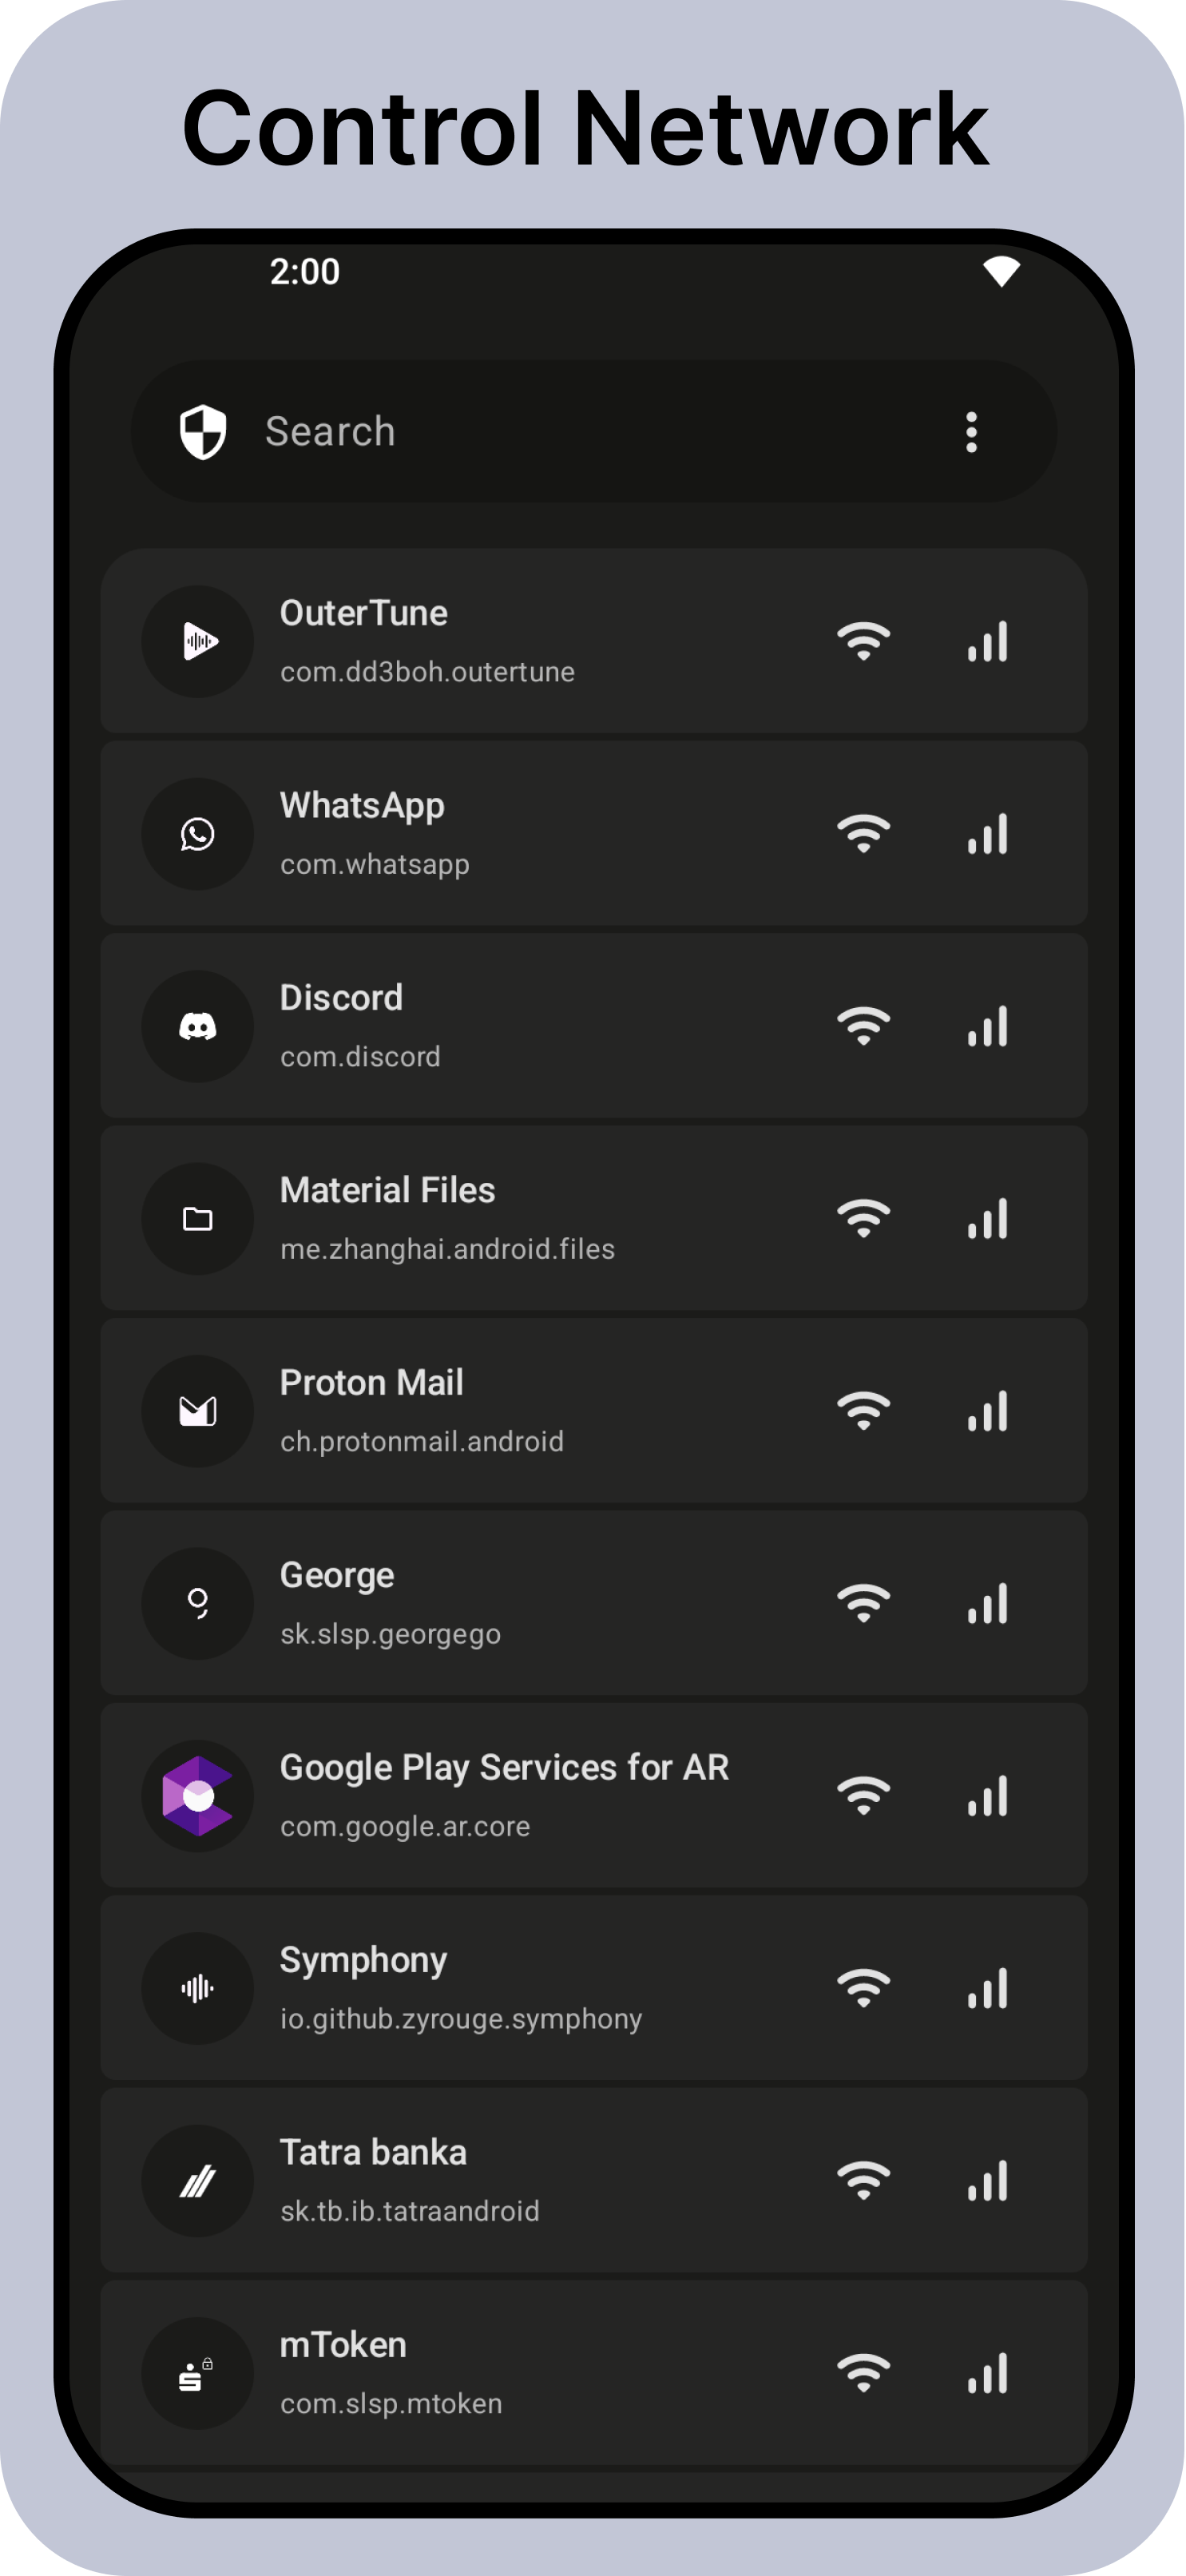 Control Network
2:00
Search
OuterTune
com.dd3boh.outertune
WhatsApp
com.whatsapp
Discord
com.discord
Material Files
me.zhanghai.android.files
Proton Mail
ch.protonmail.android
George
sk.slsp.georgego
Google Play Services for AR
com.google.ar.core
Symphony
io.github.zyrouge.symphony
Tatra banka
sk.tb.ib.tatraandroid
mToken
com.slsp.mtoken